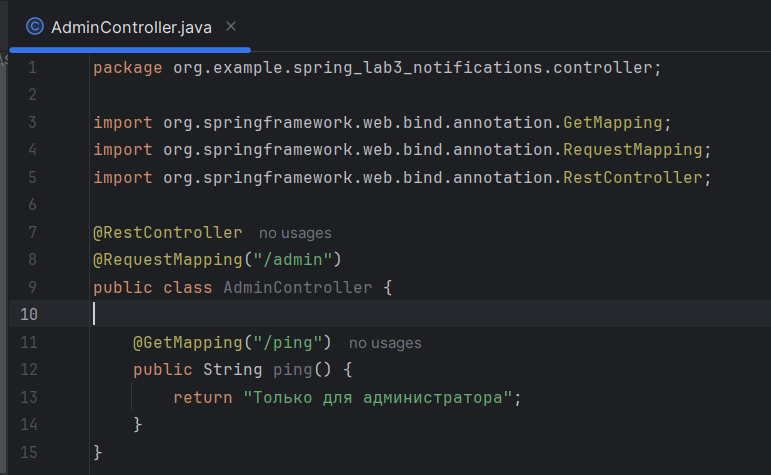 AdminController.java
1 package org.example.spring_lab3_notifications.controller;
2
3 import org.springframework.web.bind.annotation.GetMapping;
4 import org.springframework.web.bind.annotation.RequestMapping;
5 import org.springframework.web.bind.annotation.RestController;
6
7 @RestController no usages
8 @RequestMapping("/admin")
9 public class AdminController {
10
11 @GetMapping("/ping") no usages
12 public String ping() {
13 return "Только для администратора";
14 }
15 }